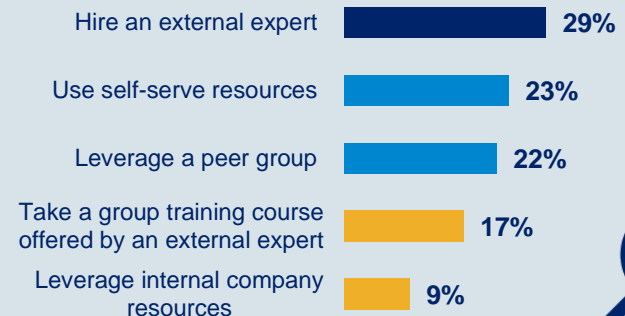 Hire an external expert 29%
Use self-serve resources 23%
Leverage a peer group 22%
Take a group training course
offered by an external expert 17%
Leverage internal company
resources 9%